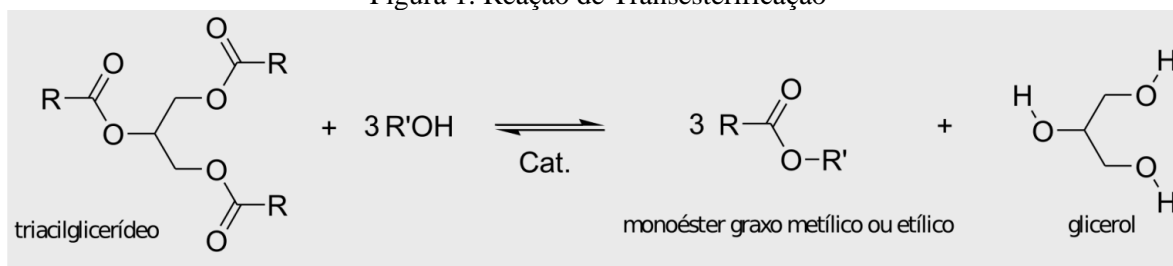 Figura 1: Reação de Transesterificação
O
R
O
O
R
O
O
R
O
+
3 R'OH
Cat.
3 R
O
O-R'
+
H
O
H
O
O
H
triacilglicerídeo
monoéster graxo metílico ou etílico
glicerol